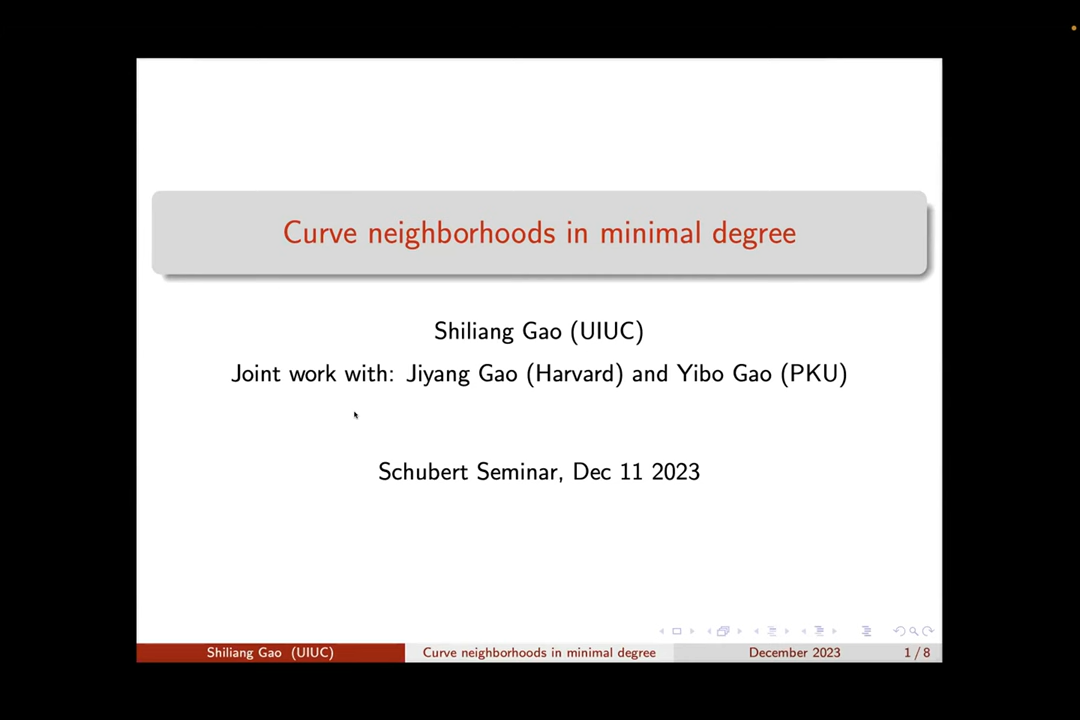 Curve neighborhoods in minimal degree
Shiliang Gao (UIUC)
Joint work with: Jiyang Gao (Harvard) and Yibo Gao (PKU)
Schubert Seminar, Dec 11 2023
Shiliang Gao (UIUC) Curve neighborhoods in minimal degree December 2023 1 / 8